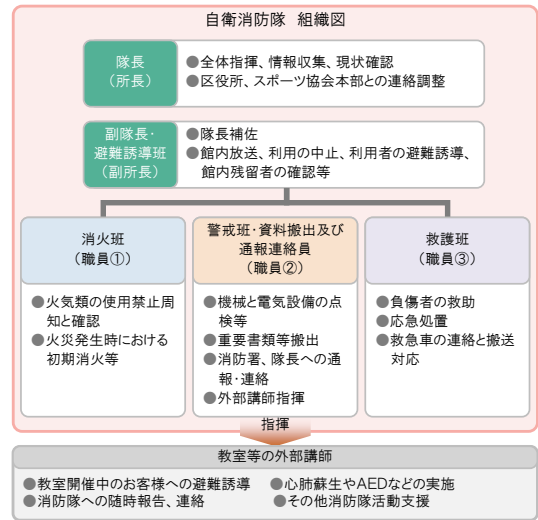 自衛消防隊 組織図
隊長
(所長)
●全体指揮、情報収集、現状確認
●区役所、スポーツ協会本部との連絡調整
副隊長・
避難誘導班
(副所長)
●隊長補佐
●館内放送、利用の中止、利用者の避難誘導、
館内残留者の確認等
消火班
(職員①)
●火気類の使用禁止周
知と確認
●火災発生時における
初期消火等
警戒班・資料搬出及び
通報連絡員
(職員②)
●機械と電気設備の点
検等
●重要書類等搬出
●消防署、隊長への通
報・連絡
●外部講師指揮
救護班
(職員③)
●負傷者の救助
●応急処置
●救急車の連絡と搬送
対応
指揮
教室等の外部講師
●教室開催中のお客様への避難誘導
●消防隊への随時報告、連絡
●心肺蘇生やAEDなどの実施
●その他消防隊活動支援